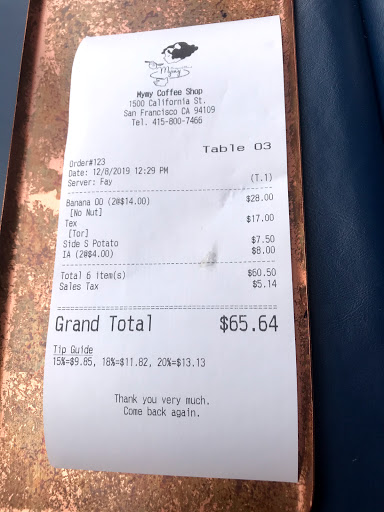 Mymy
Mymy Coffee Shop
1500 California St.
San Francisco CA 94109
Tel. 415-800-7466
Table 03
Order#123
Date: 12/8/2019 12:29 PM
Server: Fay (T.1)
Banana OO (2@$14.00) $28.00
[No Nut]
Tex $17.00
[Tor]
Side S Potato $7.50
IA (2@$4.00) $8.00
Total 6 item(s) $60.50
Sales Tax $5.14
Grand Total $65.64
Tip Guide
15%=$9.85, 18%=$11.82, 20%=$13.13
Thank you very much.
Come back again.